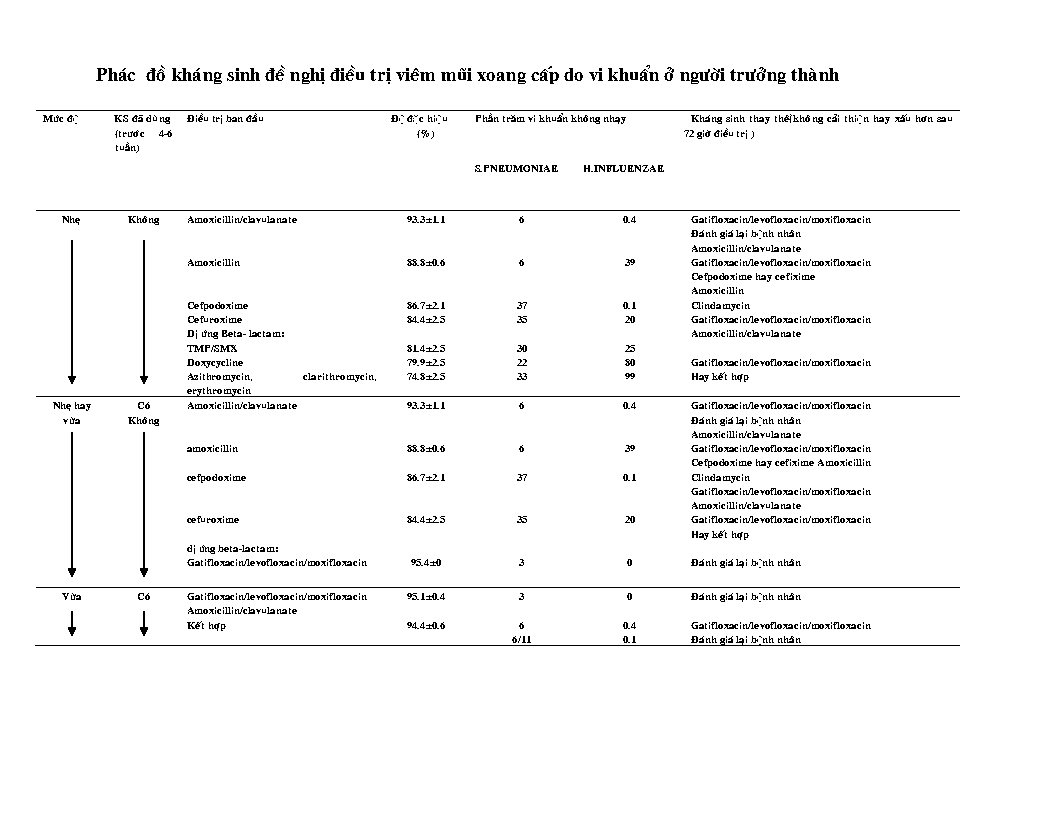 Phác đồ kháng sinh đề nghị điều trị viêm mũi xoang cấp do vi khuẩn ở người trưởng thành
Mức độ KS đã dùng Điều trị ban đầu Độ đặc hiệu Phần trăm vi khuẩn không nhạy Kháng sinh thay thế(không cải thiện hay xấu hơn sau
(trước 4-6 (%) 72 giờ điều trị )
tuần)
S.PNEUMONIAE H.INFLUENZAE
Nhẹ Không Amoxicillin/clavulanate 93.3±1.1 6 0.4 Gatifloxacin/levofloxacin/moxifloxacin
Đánh giá lại bệnh nhân
Amoxicillin/clavulanate
Amoxicillin 88.8±0.6 6 39 Gatifloxacin/levofloxacin/moxifloxacin
Cefpodoxime hay cefixime
Amoxicillin
Cefpodoxime 86.7±2.1 37 0.1 Clindamycin
Cefuroxime 84.4±2.5 35 20 Gatifloxacin/levofloxacin/moxifloxacin
Dị ứng Beta- lactam: Amoxicillin/clavulanate
TMP/SMX 81.4±2.5 30 25
Doxycycline 79.9±2.5 22 80 Gatifloxacin/levofloxacin/moxifloxacin
Azithromycin, clarithromycin, 74.8±2.5 33 99 Hay kết hợp
erythromycin
Nhẹ hay Có Amoxicillin/clavulanate 93.3±1.1 6 0.4 Gatifloxacin/levofloxacin/moxifloxacin
vừa Không Đánh giá lại bệnh nhân
Amoxicillin/clavulanate
amoxicillin 88.8±0.6 6 39 Gatifloxacin/levofloxacin/moxifloxacin
Cefpodoxime hay cefixime Amoxicillin
cefpodoxime 86.7±2.1 37 0.1 Clindamycin
Gatifloxacin/levofloxacin/moxifloxacin
Amoxicillin/clavulanate
cefuroxime 84.4±2.5 35 20 Gatifloxacin/levofloxacin/moxifloxacin
Hay kết hợp
dị ứng beta-lactam:
Gatifloxacin/levofloxacin/moxifloxacin 95.4±0 3 0 Đánh giá lại bệnh nhân
Vừa Có Gatifloxacin/levofloxacin/moxifloxacin 95.1±0.4 3 0 Đánh giá lại bệnh nhân
Amoxicillin/clavulanate
Kết hợp 94.4±0.6 6 0.4 Gatifloxacin/levofloxacin/moxifloxacin
6/11 0.1 Đánh giá lại bệnh nhân